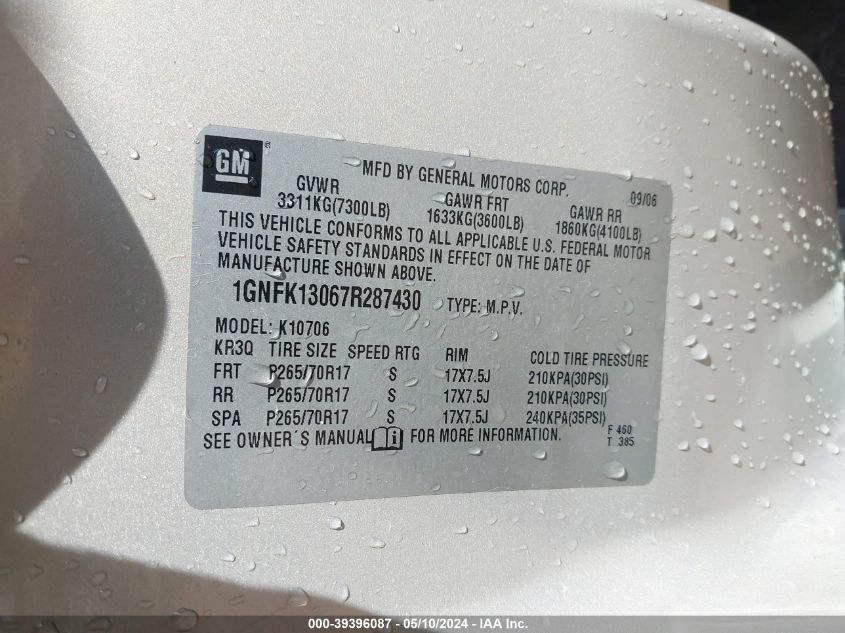 GM ®
MFD BY GENERAL MOTORS CORP. 09/06
GVWR GAWR FRT GAWR RR
3311KG(7300LB) 1633KG(3600LB) 1860KG(4100LB)
THIS VEHICLE CONFORMS TO ALL APPLICABLE U.S. FEDERAL MOTOR
VEHICLE SAFETY STANDARDS IN EFFECT ON THE DATE OF
MANUFACTURE SHOWN ABOVE.
1GNFK13067R287430 TYPE: M.P.V.
MODEL: K10706
KR3Q TIRE SIZE SPEED RTG RIM COLD TIRE PRESSURE
FRT P265/70R17 S 17X7.5J 210KPA(30PSI)
RR P265/70R17 S 17X7.5J 210KPA(30PSI)
SPA P265/70R17 S 17X7.5J 240KPA(35PSI)
SEE OWNER´S MANUAL i FOR MORE INFORMATION. F 460
T 385
000-39396087 - 05/10/2024 - IAA Inc.